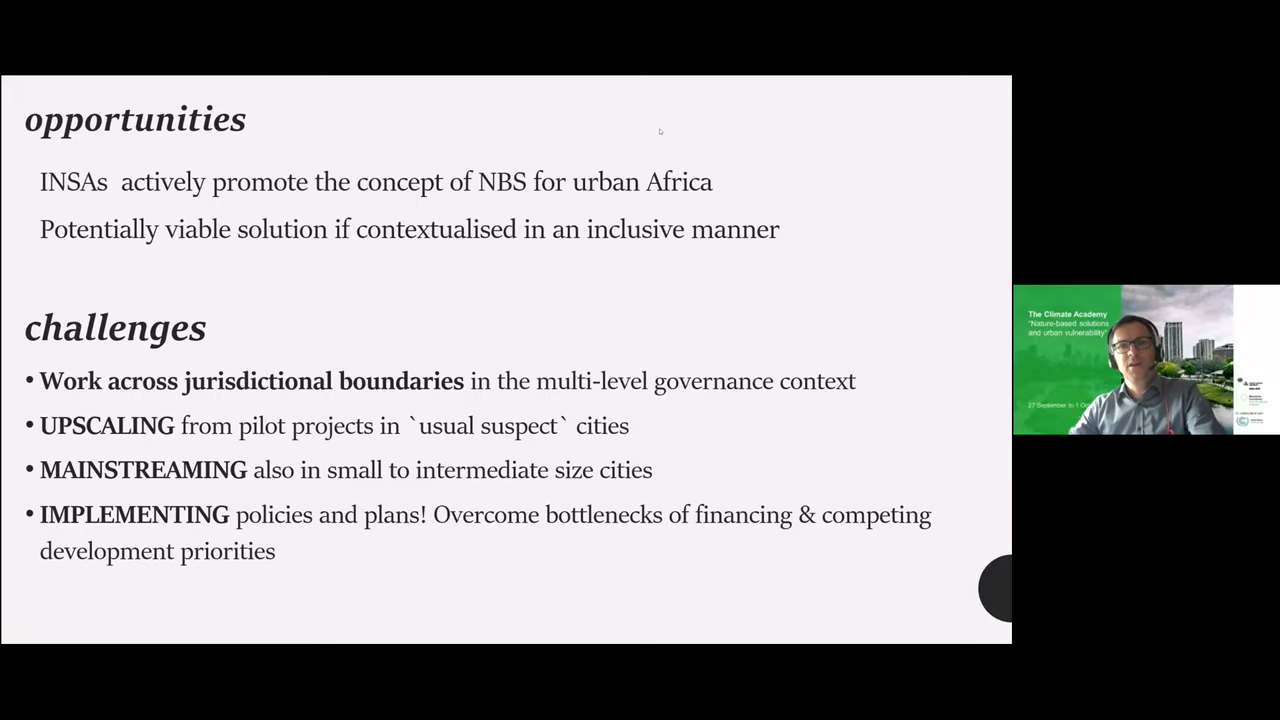 opportunities
INSAs actively promote the concept of NBS for urban Africa
Potentially viable solution if contextualised in an inclusive manner
challenges
• Work across jurisdictional boundaries in the multi-level governance context
• UPSCALING from pilot projects in `usual suspect` cities
• MAINSTREAMING also in small to intermediate size cities
• IMPLEMENTING policies and plans! Overcome bottlenecks of financing & competing
development priorities
The Climate Academy
"Nature-based solutions
and urban vulnerability"
27 September to 1